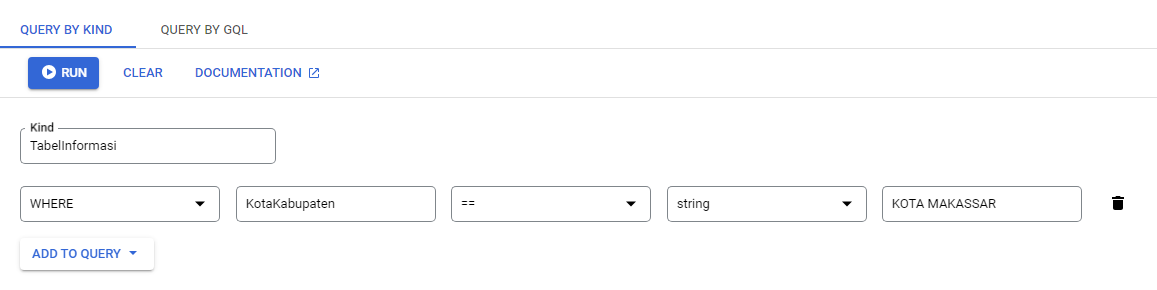 QUERY BY KIND QUERY BY GQL
RUN CLEAR DOCUMENTATION
Kind
TabelInformasi
WHERE KotaKabupaten == string KOTA MAKASSAR
ADD TO QUERY